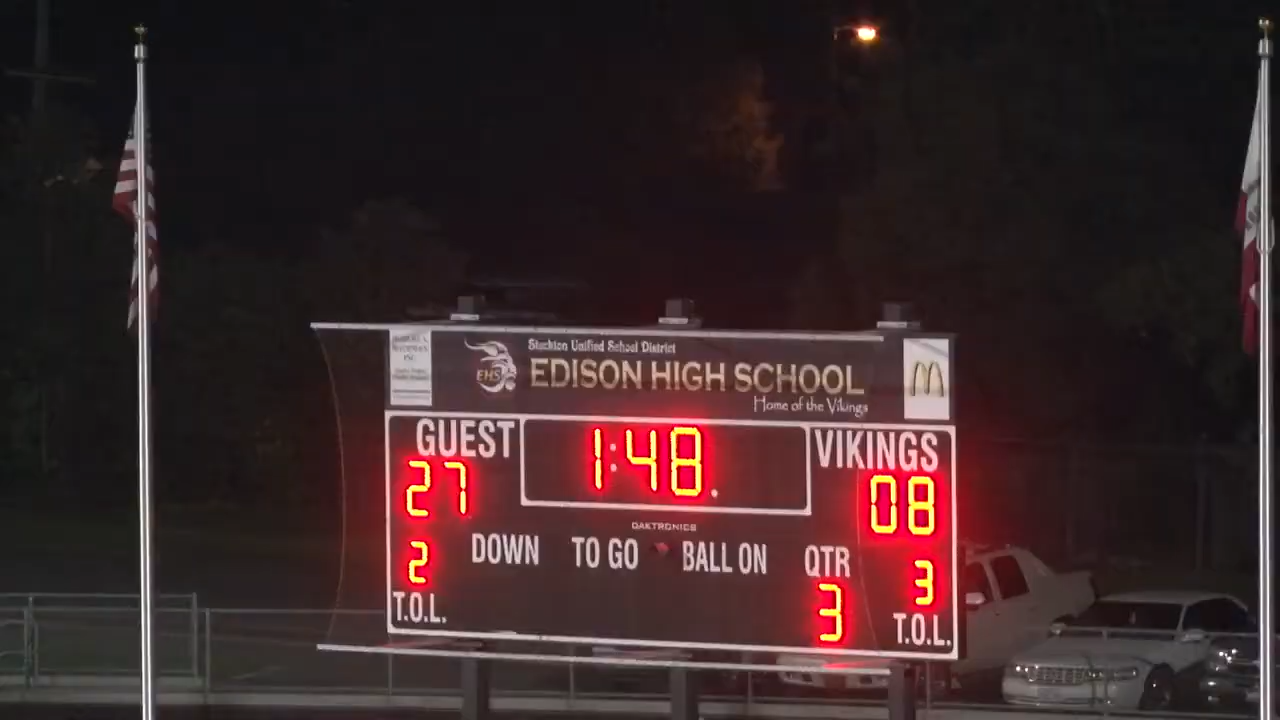 Stockton Unified School District
EHS
EDISON HIGH SCHOOL
Home of the Vikings
GUEST
1:48
VIKINGS
27
08
DAKTRONICS
DOWN TO GO BALL ON QTR
2
3
3
T.O.L.
T.O.L.